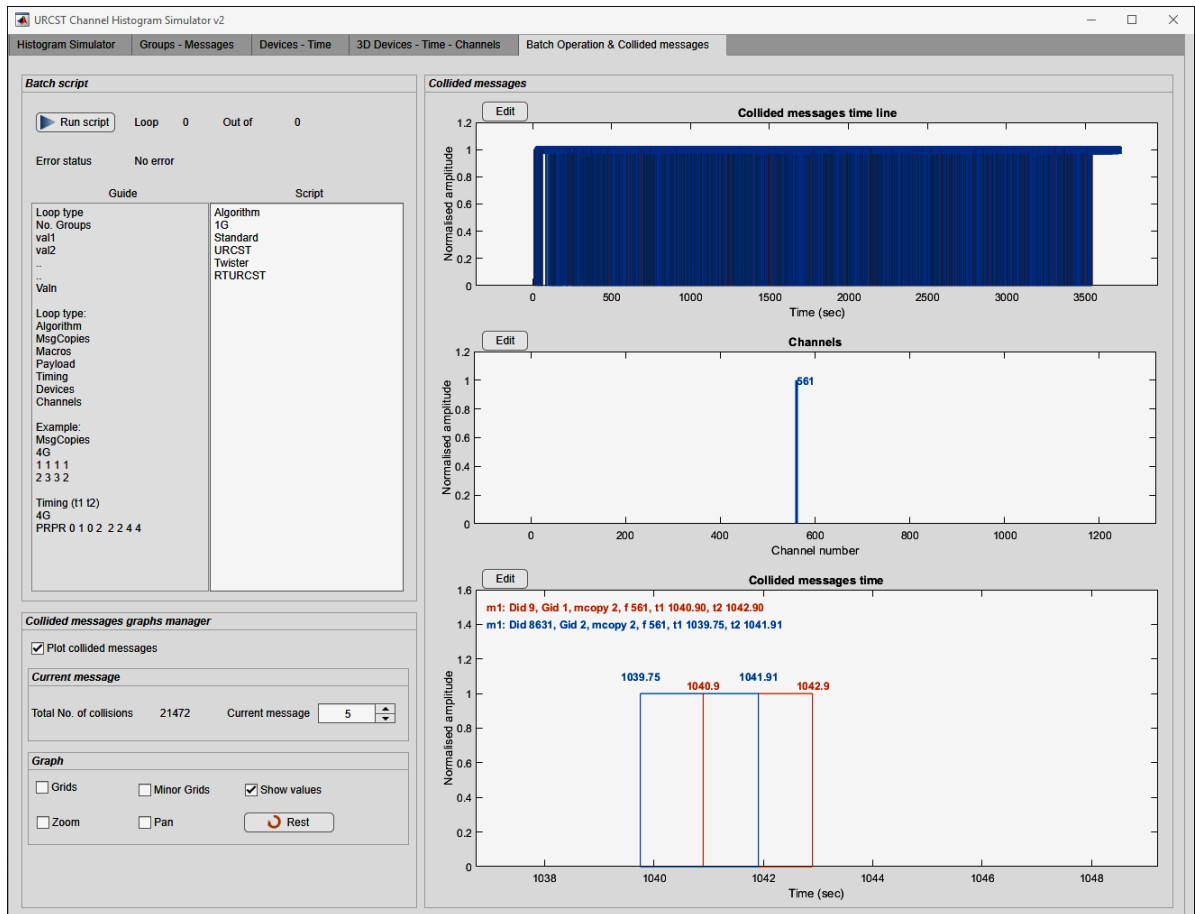 URCST Channel Histogram Simulator v2
Histogram Simulator
Groups - Messages
Devices - Time
3D Devices - Time - Channels
Batch Operation & Collided messages
Batch script
Run script
Loop 0 Out of 0
Error status No error
Guide
Loop type
No. Groups
val1
val2
..
..
Valn
Loop type:
Algorithm
MsgCopies
Macros
Payload
Timing
Devices
Channels
Example:
MsgCopies
4G
1 1 1 1
2 3 3 2
Timing (t1 t2)
4G
PRPR 0 1 0 2 2 2 4 4
Script
Algorithm
1G
Standard
URCST
Twister
RTURCST
Collided messages graphs manager
Plot collided messages
Current message
Total No. of collisions 21472 Current message 5
Graph
Grids
Minor Grids
Show values
Zoom
Pan
Rest
Collided messages
Edit
Collided messages time line
Normalised amplitude
1.2
1
0.8
0.6
0.4
0.2
0
0 500 1000 1500 2000 2500 3000 3500
Time (sec)
Edit
Channels
Normalised amplitude
1.2
1
0.8
0.6
0.4
0.2
0
561
0 200 400 600 800 1000 1200
Channel number
Edit
Collided messages time
Normalised amplitude
1.6
1.4
1.2
1
0.8
0.6
0.4
0.2
0
m1: Did 9, Gid 1, mcopy 2, f 561, t1 1040.90, t2 1042.90
m1: Did 8631, Gid 2, mcopy 2, f 561, t1 1039.75, t2 1041.91
1039.75 1041.91
1040.9 1042.9
1038 1040 1042 1044 1046 1048
Time (sec)